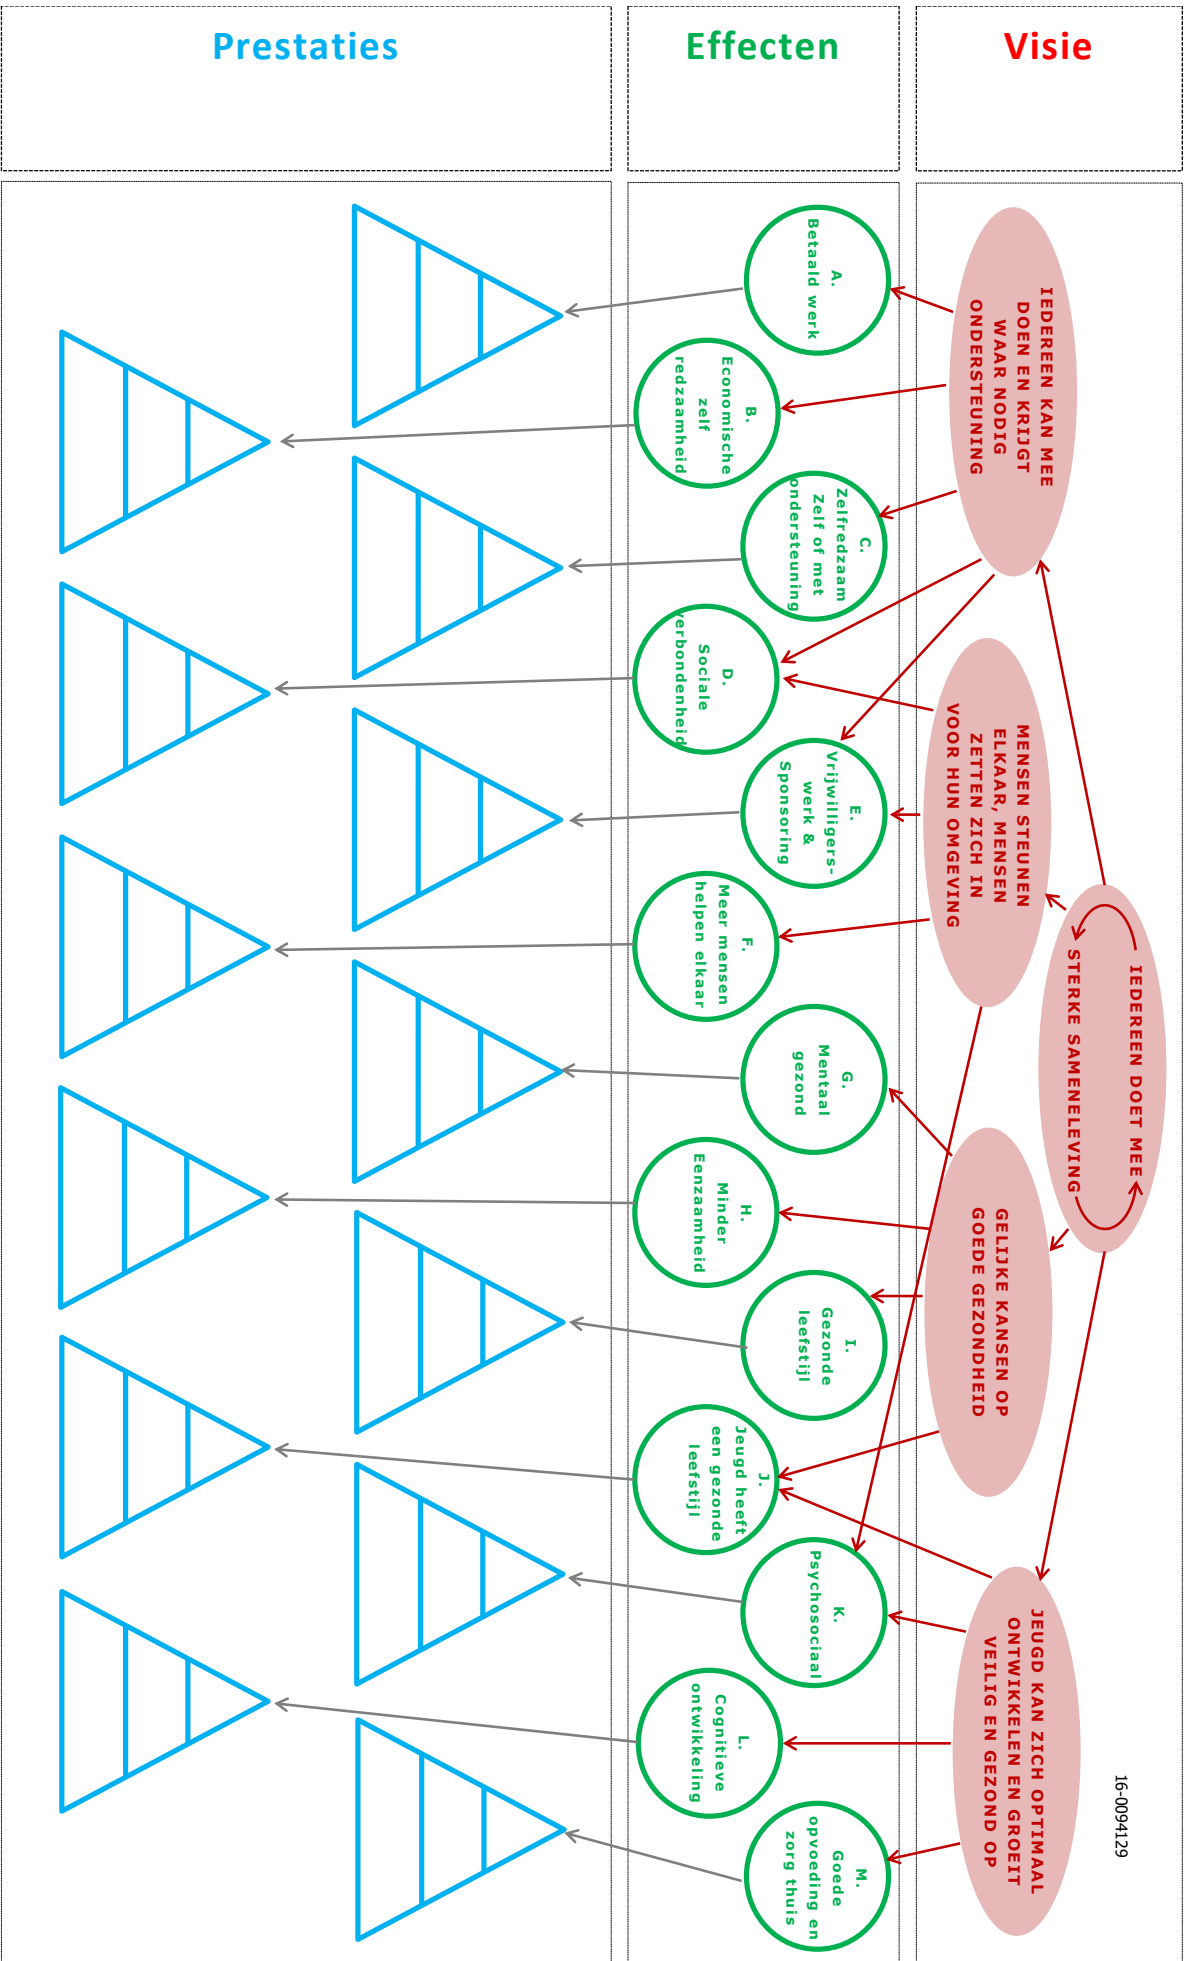 Prestaties
Effecten
Visie
16-0094129
IEDEREEN DOET MEE
STERKE SAMENELEVING
IEDEREEN KAN MEE
DOEN EN KRIJGT
WAAR NODIG
ONDERSTEUNING
MENSEN STEUNEN
ELKAAR, MENSEN
ZETTEN ZICH IN
VOOR HUN OMGEVING
GELIJKE KANSEN OP
GOEDE GEZONDHEID
JEUGD KAN ZICH OPTIMAAL
ONTWIKKELEN EN GROEIT
VEILIG EN GEZOND OP
A.
Betaald werk
B.
Economische
zelf
redzaamheid
C.
Zelfredzaam
Zelf of met
ondersteuning
D.
Sociale
verbondenheid
E.
Vrijwilligers-
werk &
Sponsoring
F.
Meer mensen
helpen elkaar
G.
Mentaal
gezond
H.
Minder
Eenzaamheid
I.
Gezonde
leefstijl
J.
Jeugd heeft
een gezonde
leefstijl
K.
Psychosociaal
L.
Cognitieve
ontwikkeling
M.
Goede
opvoeding en
zorg thuis